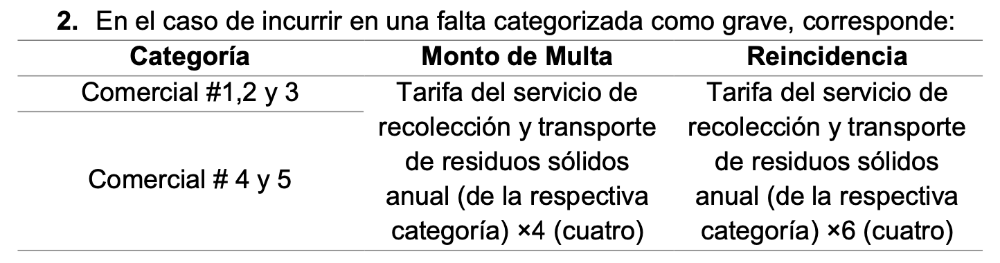 2. En el caso de incurrir en una falta categorizada como grave, corresponde:
Categoría Monto de Multa Reincidencia
Comercial #1,2 y 3
Comercial # 4 y 5
Tarifa del servicio de
recolección y transporte
de residuos sólidos
anual (de la respectiva
categoría) ×4 (cuatro)
Tarifa del servicio de
recolección y transporte
de residuos sólidos
anual (de la respectiva
categoría) ×6 (cuatro)